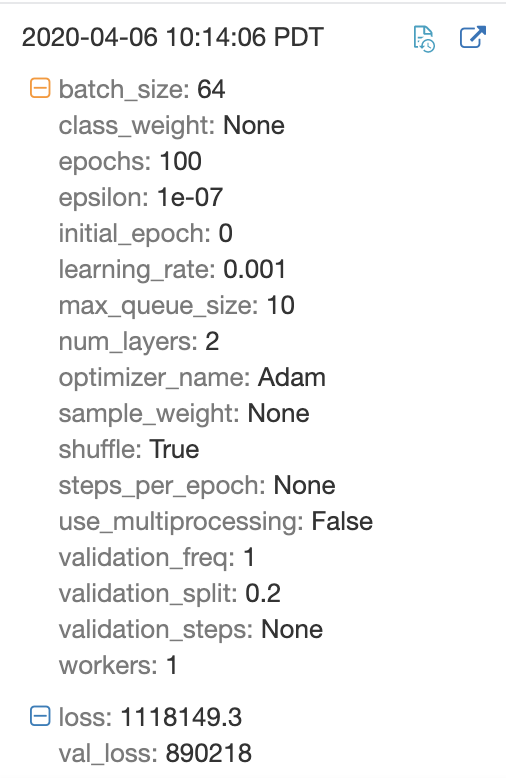 2020-04-06 10:14:06 PDT
batch_size: 64
class_weight: None
epochs: 100
epsilon: 1e-07
initial_epoch: 0
learning_rate: 0.001
max_queue_size: 10
num_layers: 2
optimizer_name: Adam
sample_weight: None
shuffle: True
steps_per_epoch: None
use_multiprocessing: False
validation_freq: 1
validation_split: 0.2
validation_steps: None
workers: 1
loss: 1118149.3
val_loss: 890218